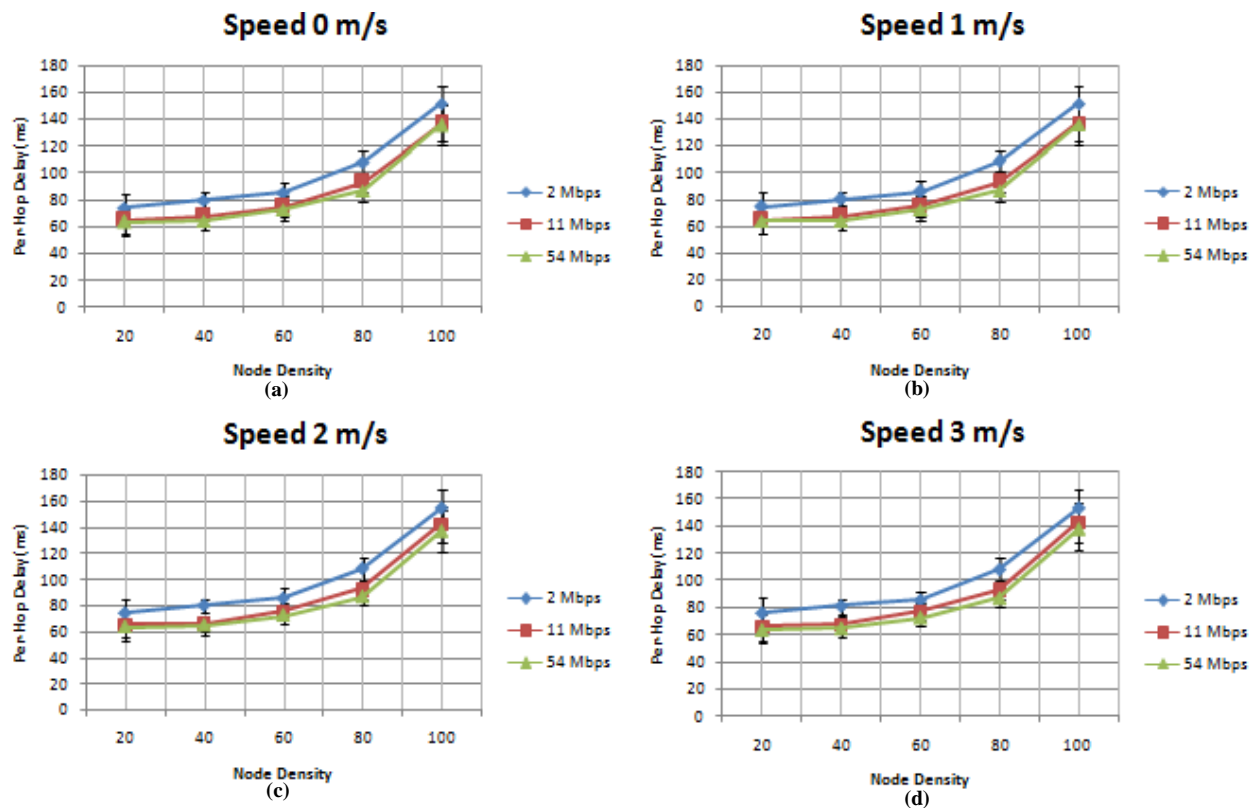 Speed 0 m/s
Per-Hop Delay (ms)
180
160
140
120
100
80
60
40
20
0
20 40 60 80 100
Node Density
2 Mbps
11 Mbps
54 Mbps
(a)
Speed 1 m/s
Per-Hop Delay (ms)
180
160
140
120
100
80
60
40
20
0
20 40 60 80 100
Node Density
2 Mbps
11 Mbps
54 Mbps
(b)
Speed 2 m/s
Per-Hop Delay (ms)
180
160
140
120
100
80
60
40
20
0
20 40 60 80 100
Node Density
2 Mbps
11 Mbps
54 Mbps
(c)
Speed 3 m/s
Per-Hop Delay (ms)
180
160
140
120
100
80
60
40
20
0
20 40 60 80 100
Node Density
2 Mbps
11 Mbps
54 Mbps
(d)